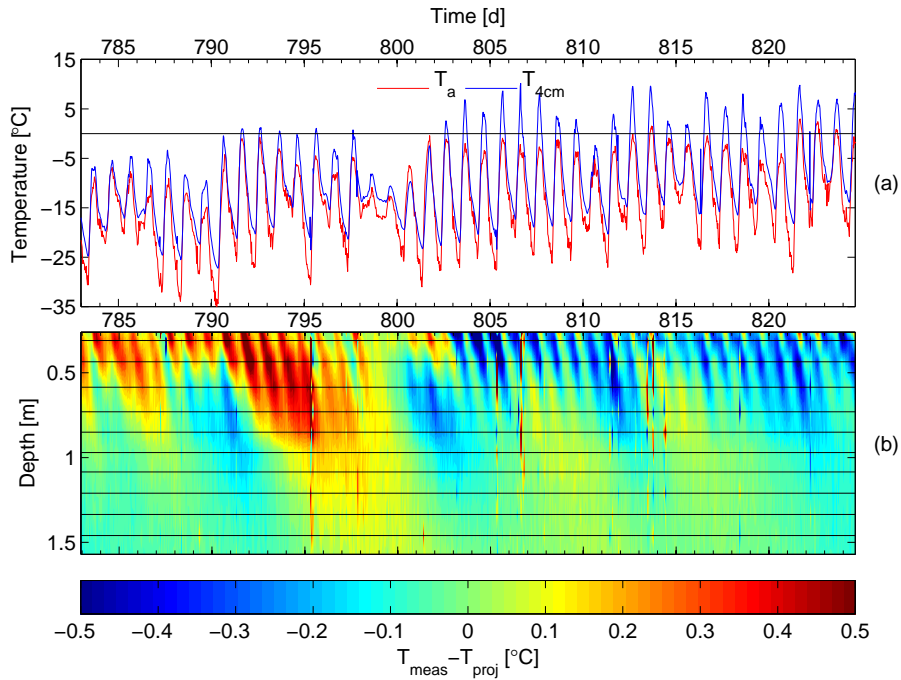 Time [d]
785 790 795 800 805 810 815 820
15
5
−5
−15
−25
−35
Temperature [°C]
T_a T_4cm
(a)
785 790 795 800 805 810 815 820
0.5
1
1.5
Depth [m]
(b)
−0.5 −0.4 −0.3 −0.2 −0.1 0 0.1 0.2 0.3 0.4 0.5
T_meas−T_proj [°C]